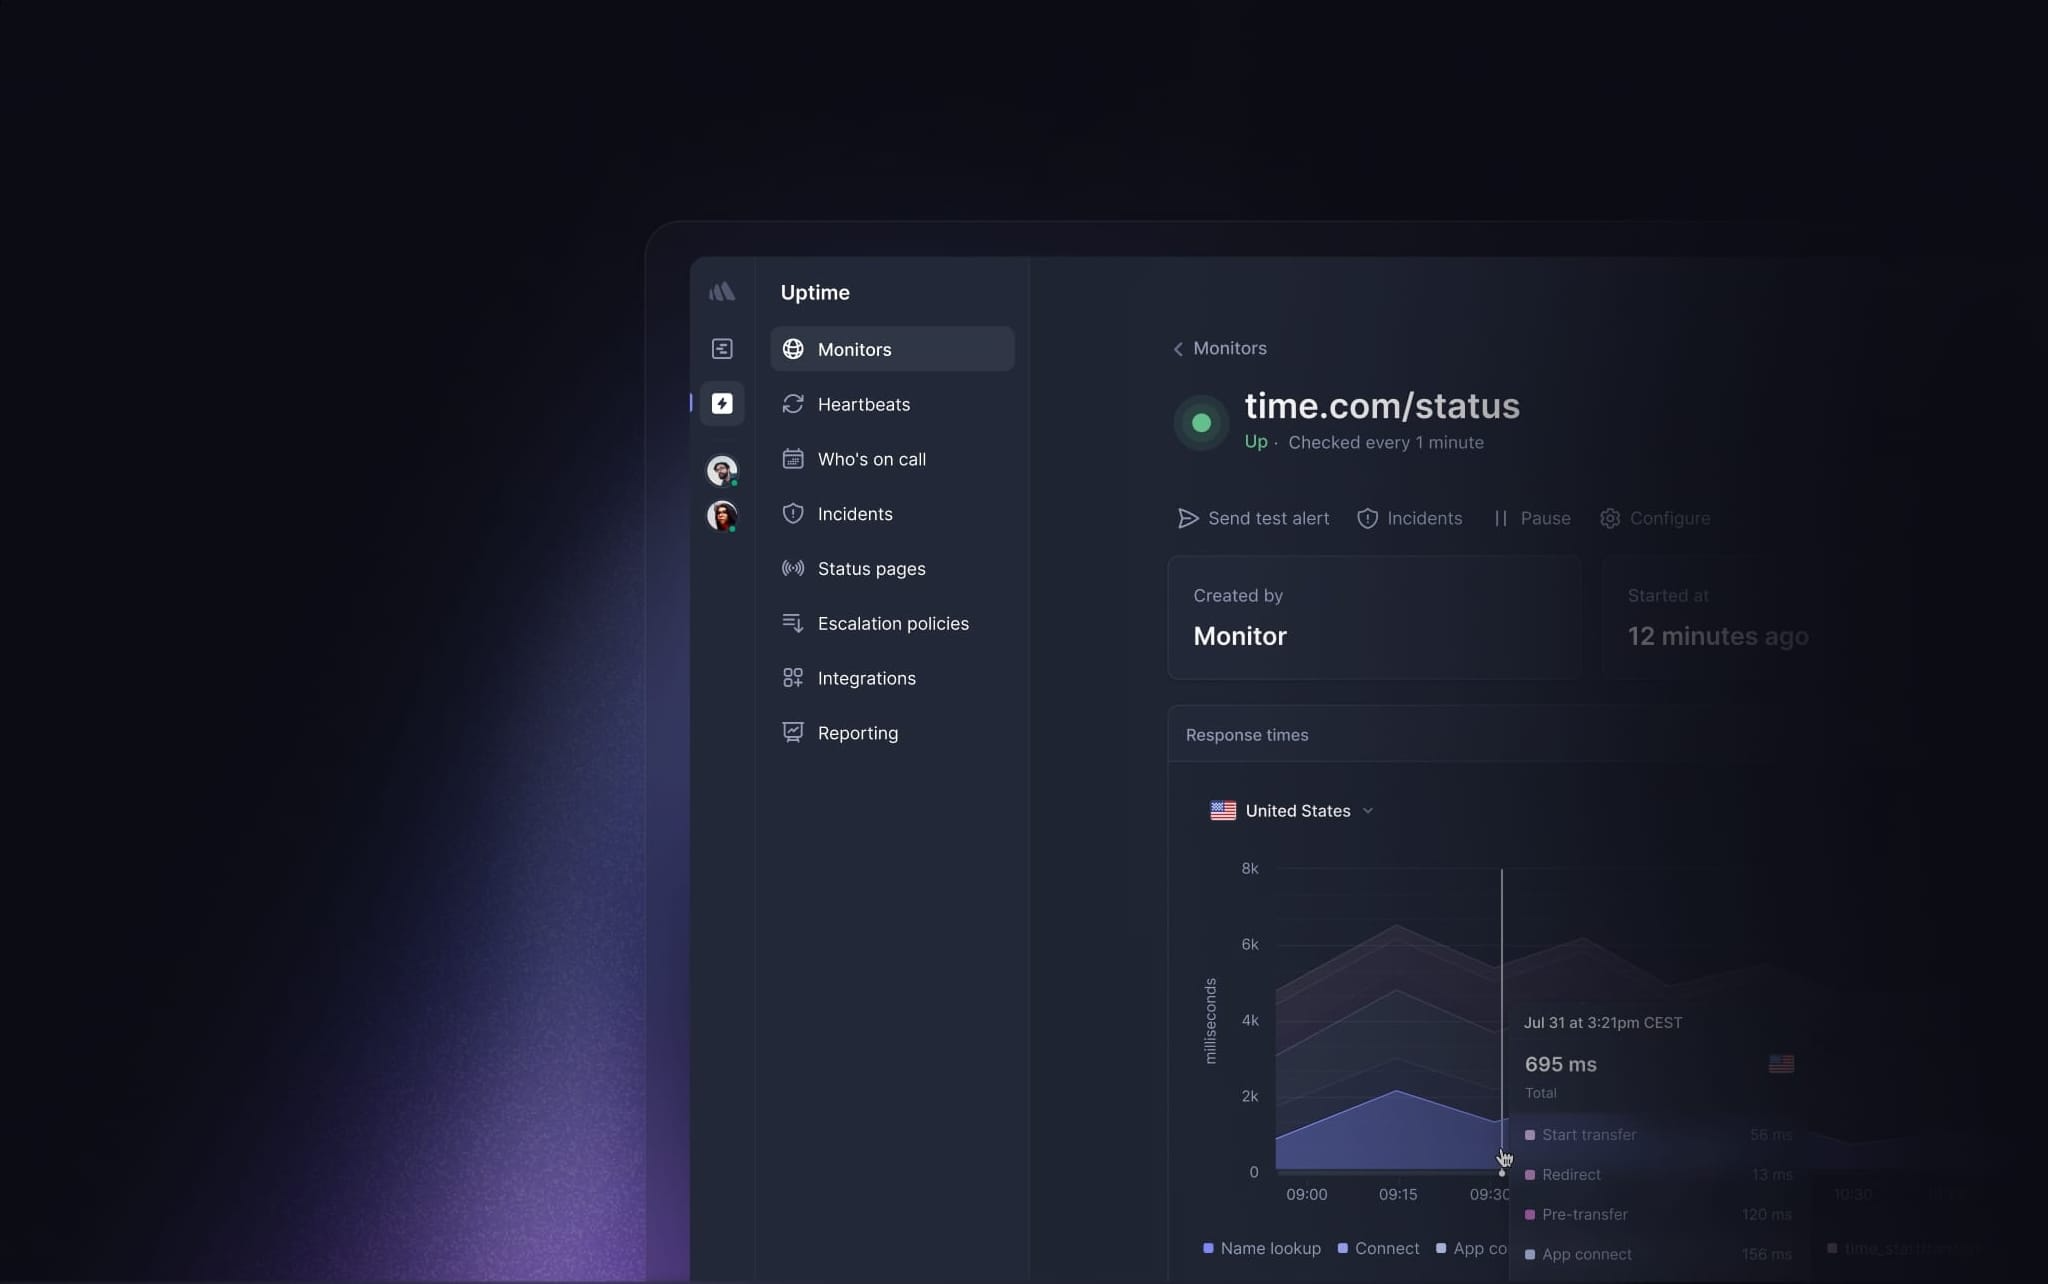 Uptime
Monitors
Heartbeats
Who's on call
Incidents
Status pages
Escalation policies
Integrations
Reporting
Monitors
time.com/status
Up · Checked every 1 minute
Send test alert
Incidents
Pause
Configure
Created by
Monitor
Started at
12 minutes ago
Response times
United States
8k
6k
4k
2k
0
milliseconds
09:00
09:15
09:30
10:30
Jul 31 at 3:21pm CEST
695 ms
Total
Start transfer 56 ms
Redirect 13 ms
Pre-transfer 120 ms
App connect 156 ms
Name lookup
Connect
App co